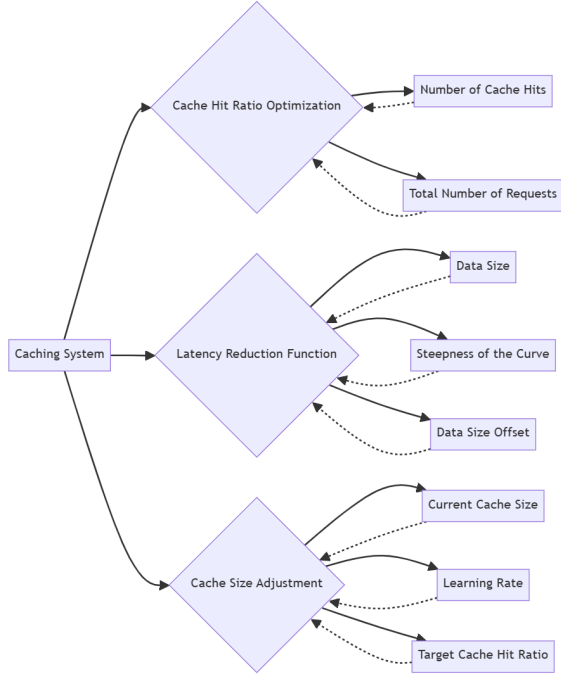 Caching System
Cache Hit Ratio Optimization
Number of Cache Hits
Total Number of Requests
Latency Reduction Function
Data Size
Steepness of the Curve
Data Size Offset
Cache Size Adjustment
Current Cache Size
Learning Rate
Target Cache Hit Ratio